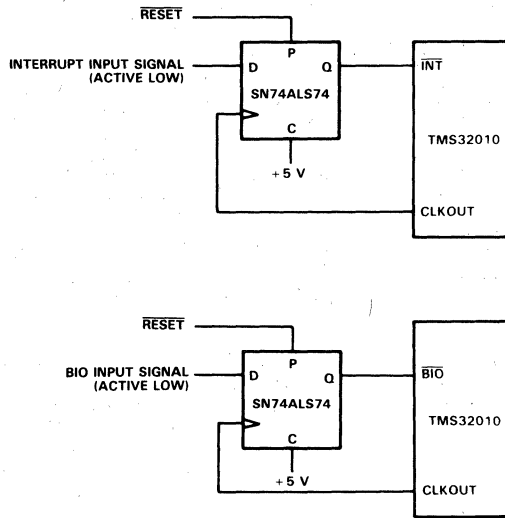 RESET
P
INTERRUPT INPUT SIGNAL
(ACTIVE LOW)
D
Q
INT
SN74ALS74
C
+5 V
TMS32010
CLKOUT
RESET
P
BIO INPUT SIGNAL
(ACTIVE LOW)
D
Q
BIO
SN74ALS74
C
+5 V
TMS32010
CLKOUT